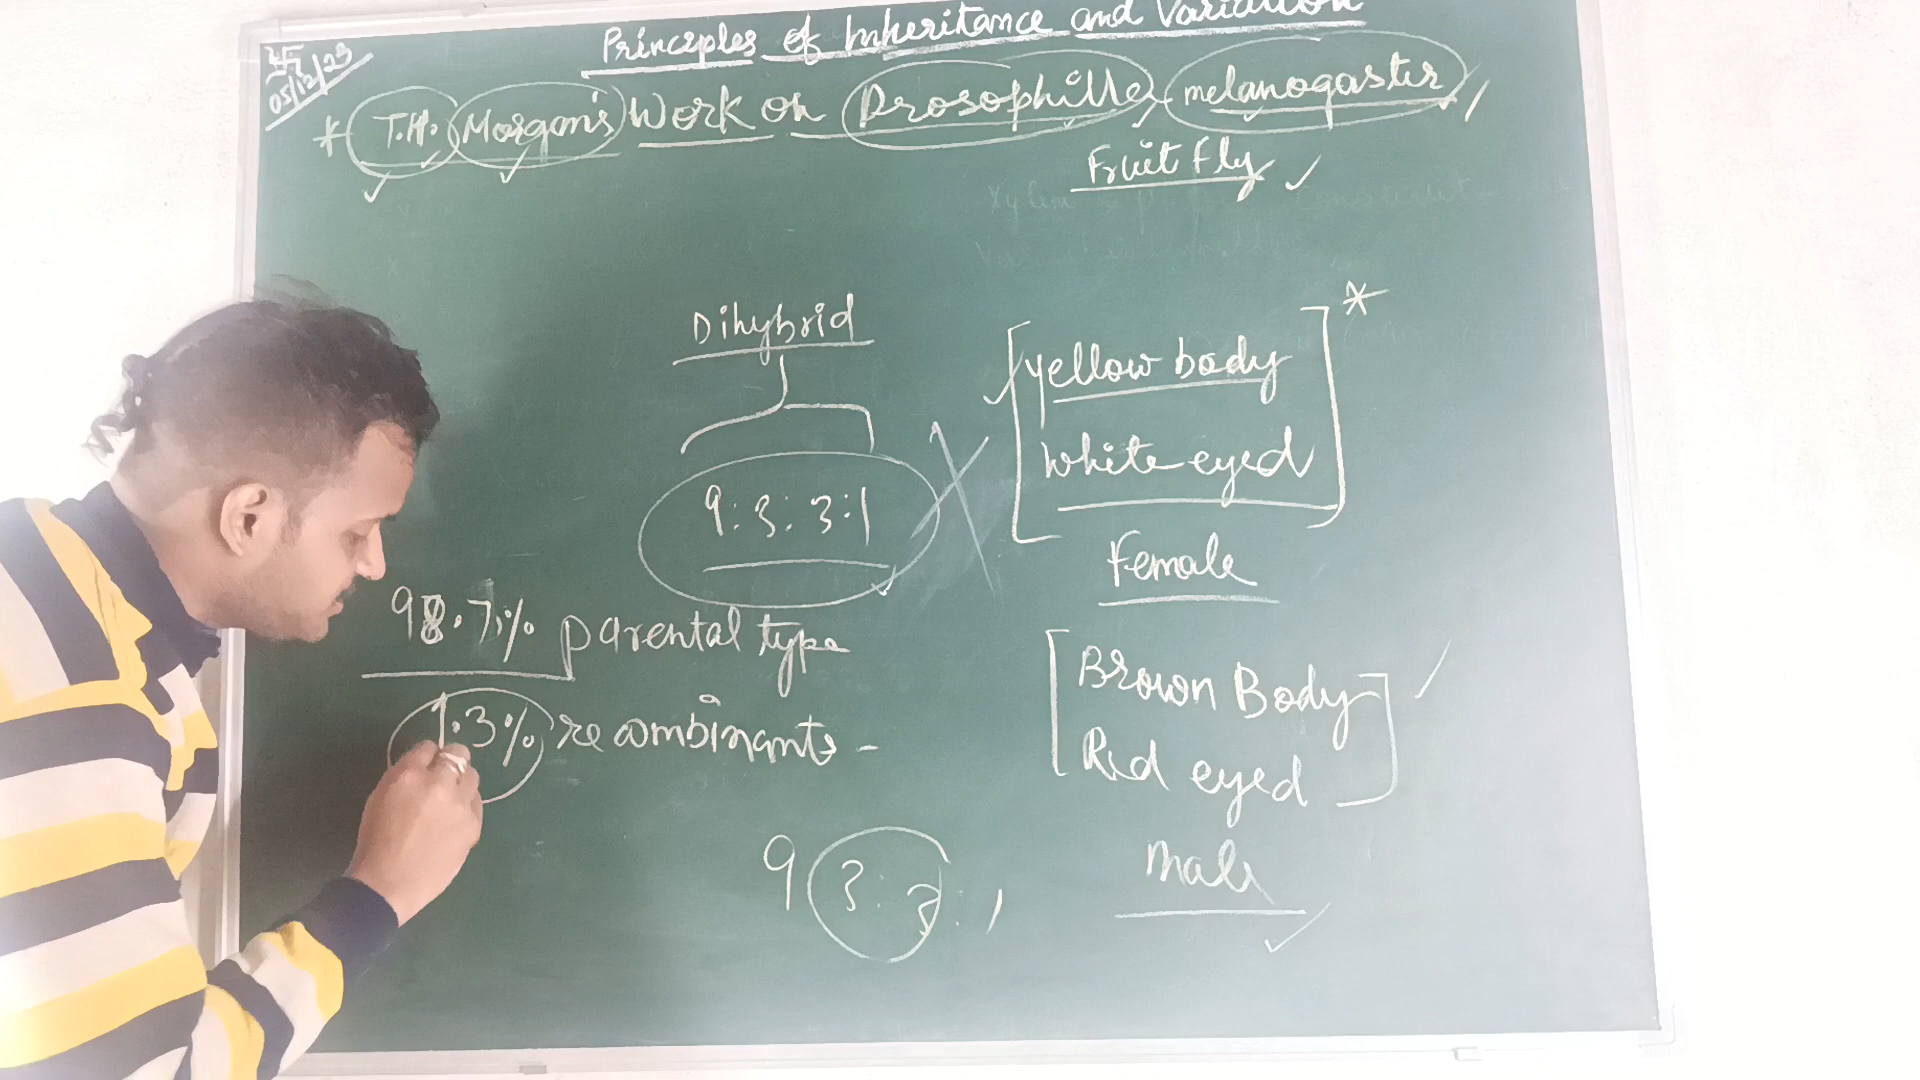 Principles of Inheritance and Variation
05/12/23
* T.H. Morgan's Work on Drosophille melanogaster
Fruit Fly
Dihybrid
9:3:3:1
yellow body
white eyed
*
Female
98.7% parental type
1.3% recombinants -
Brown Body
Red eyed
Male
9 3:3:1